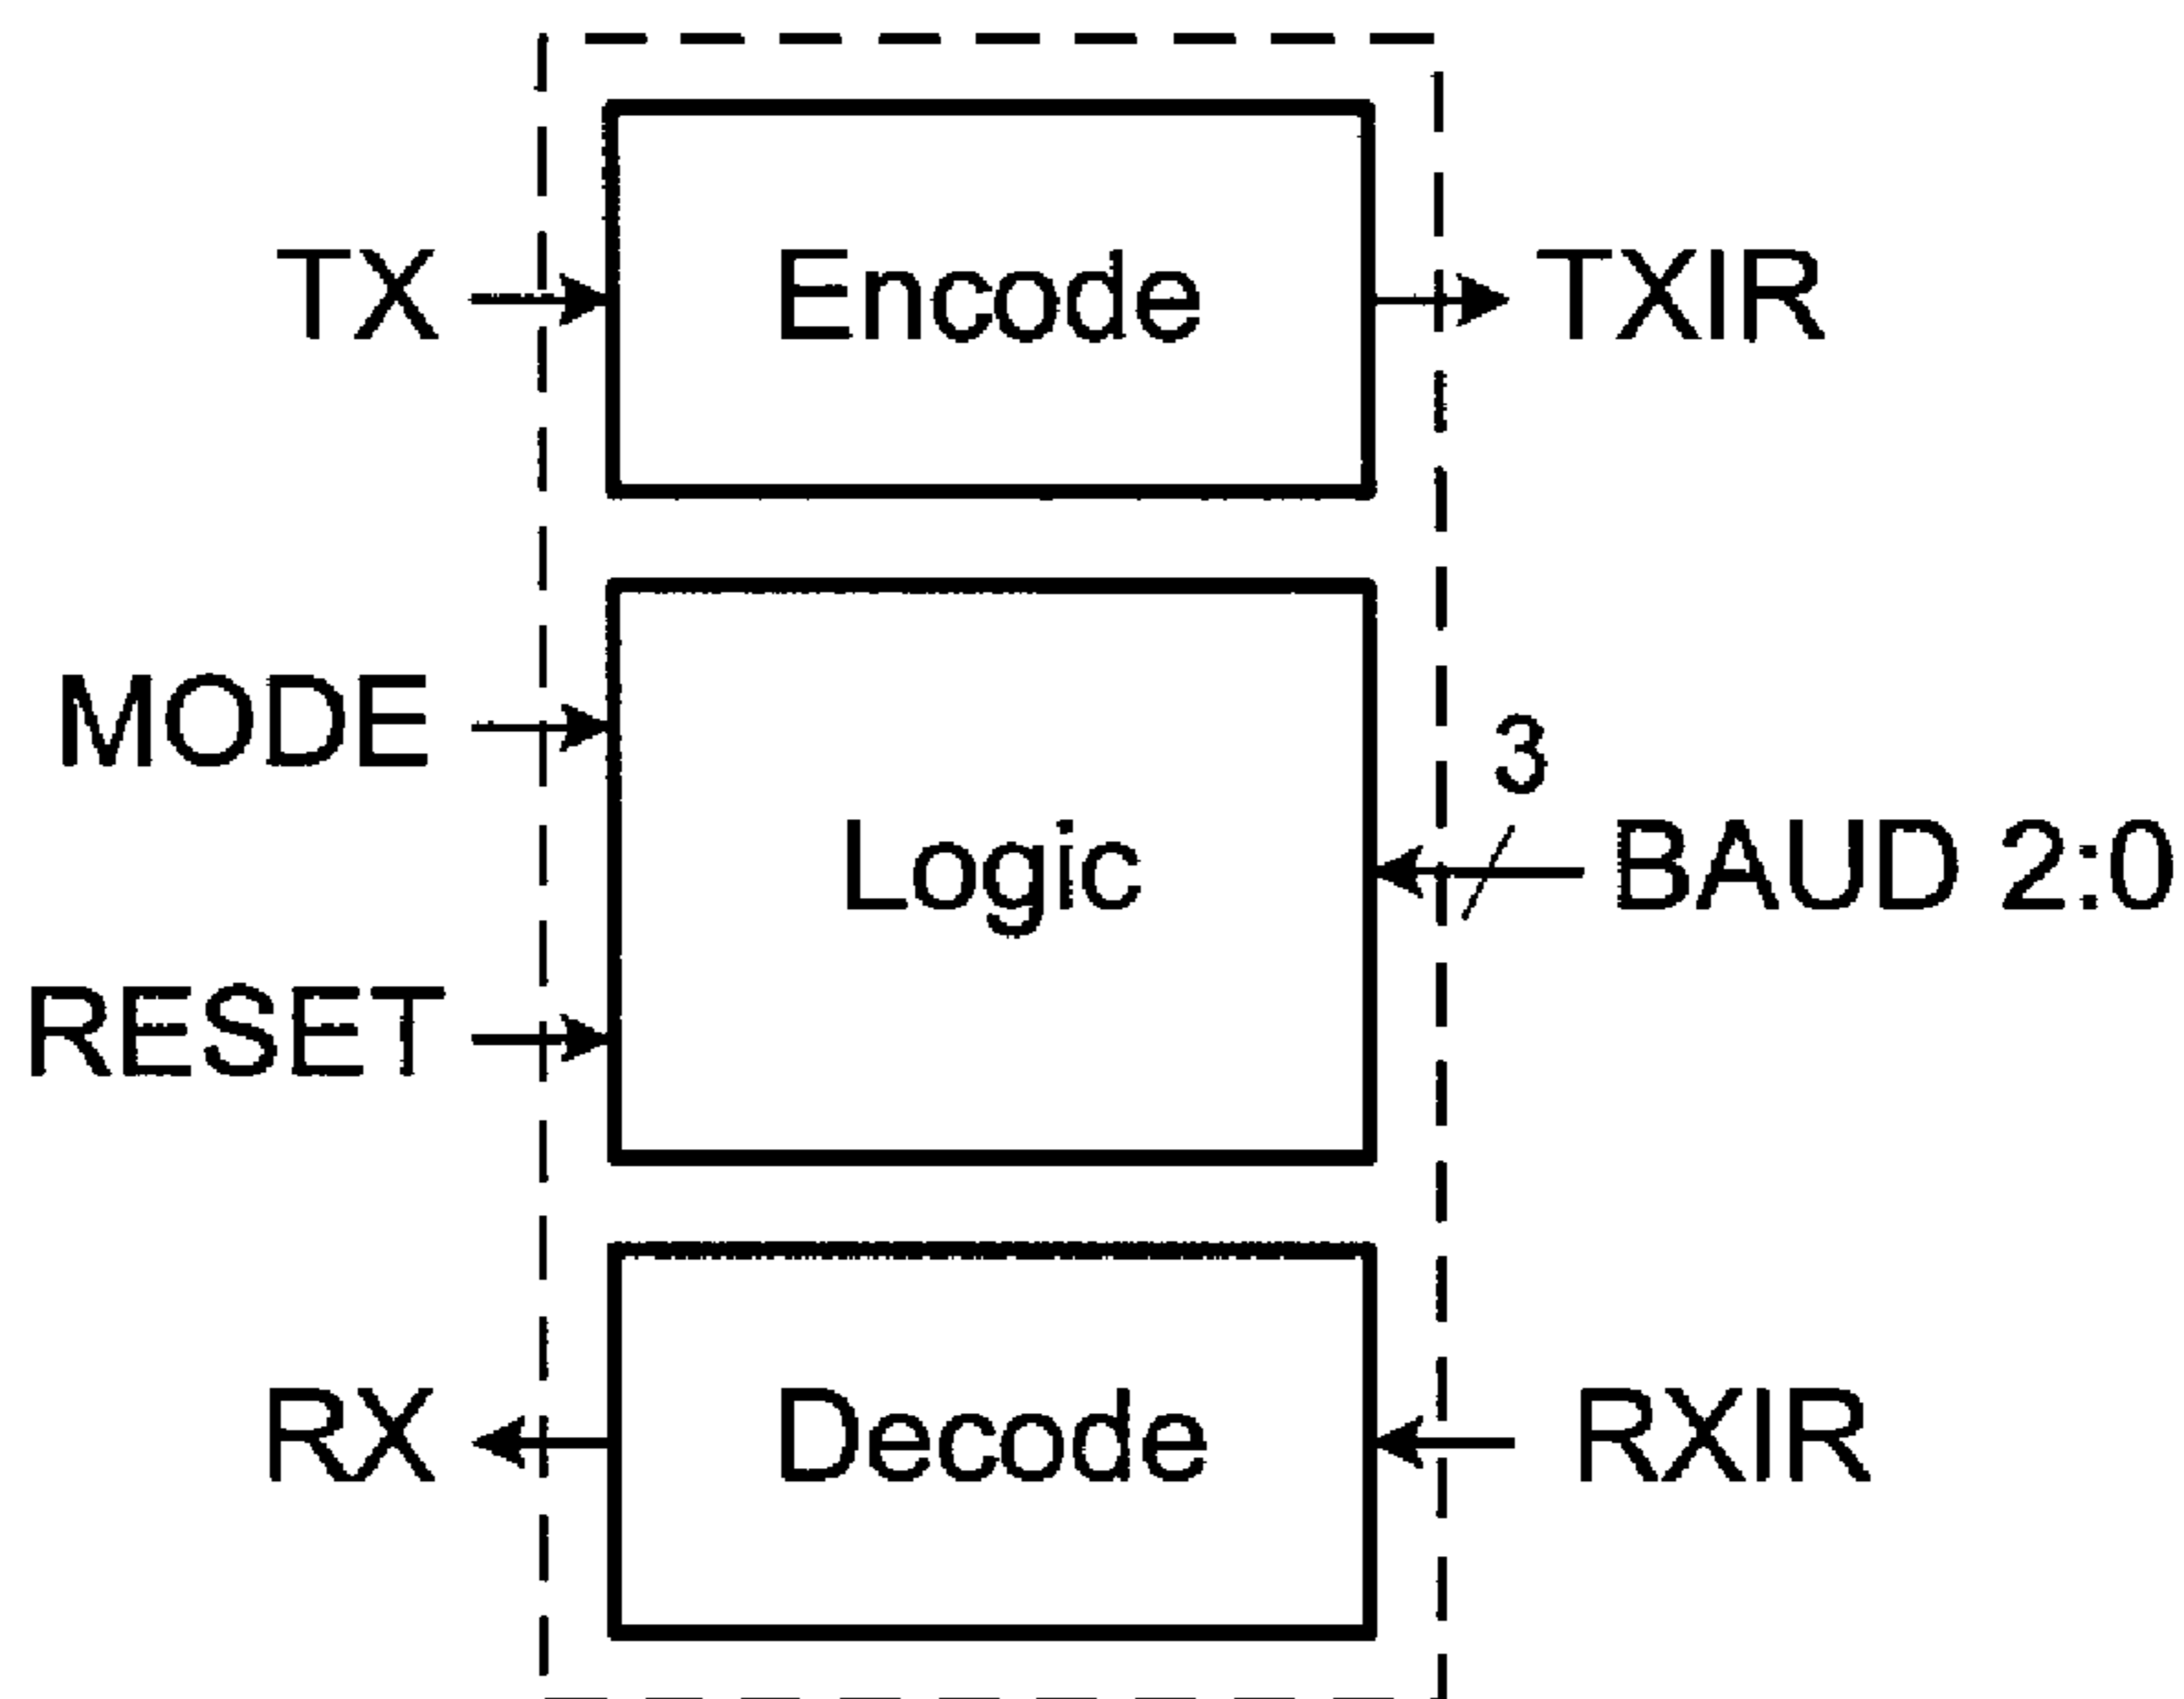 TX Encode TXIR
MODE
3
Logic BAUD 2:0
RESET
RX Decode RXIR